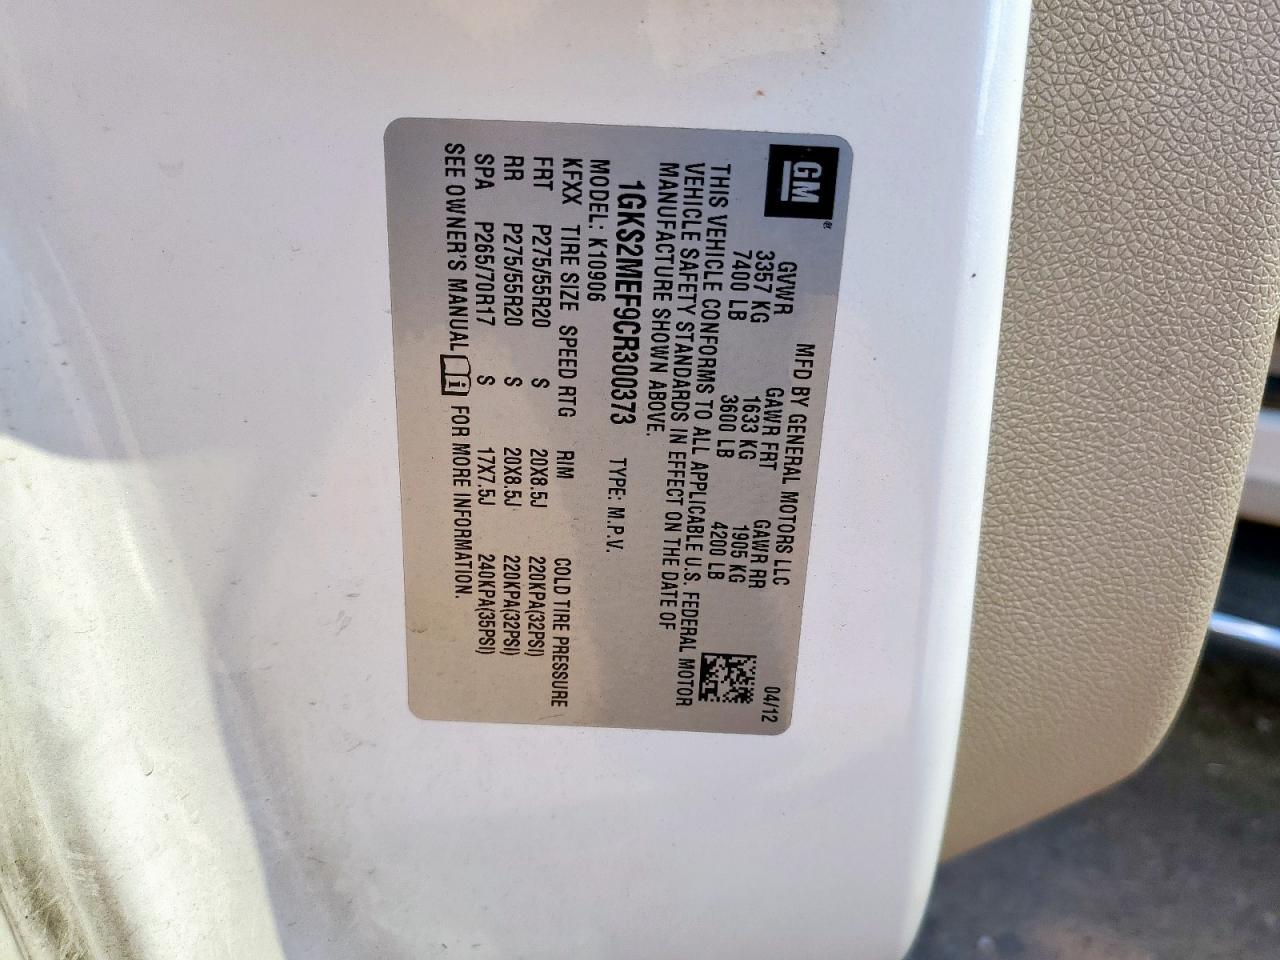 GM®
MFD BY GENERAL MOTORS LLC 04/12
GVWR GAWR FRT GAWR RR
3357 KG 1633 KG 1905 KG
7400 LB 3600 LB 4200 LB
THIS VEHICLE CONFORMS TO ALL APPLICABLE U.S. FEDERAL MOTOR
VEHICLE SAFETY STANDARDS IN EFFECT ON THE DATE OF
MANUFACTURE SHOWN ABOVE.
1GKS2MEF9CR300373 TYPE: M.P.V.
MODEL: K10906
KFXX TIRE SIZE SPEED RTG RIM COLD TIRE PRESSURE
FRT P275/55R20 S 20X8.5J 220KPA(32PSI)
RR P275/55R20 S 20X8.5J 220KPA(32PSI)
SPA P265/70R17 S 17X7.5J 240KPA(35PSI)
SEE OWNER'S MANUAL i FOR MORE INFORMATION.